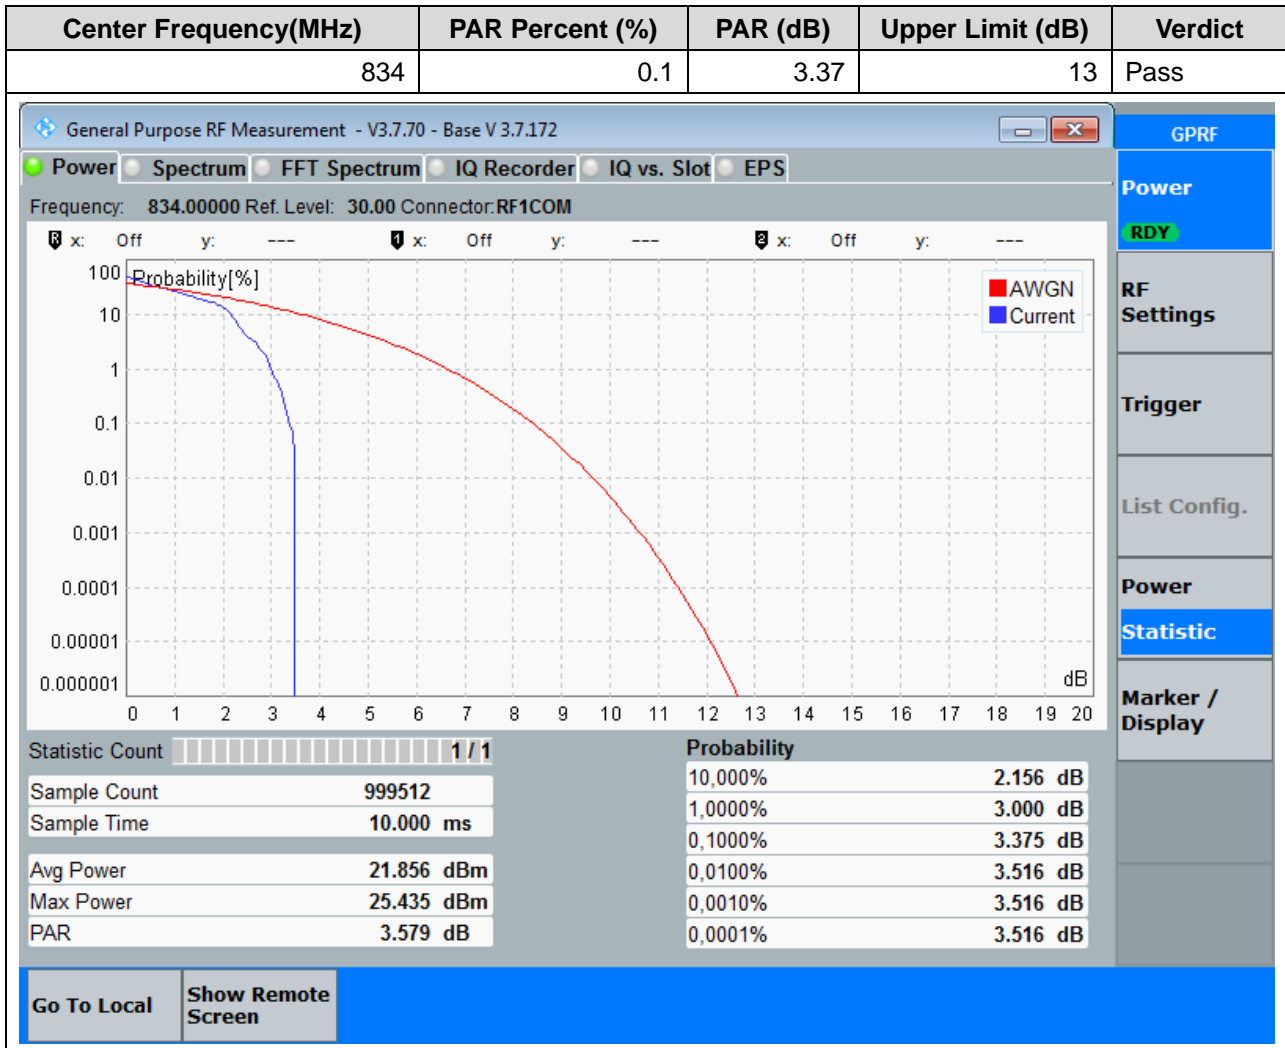 Center Frequency(MHz) PAR Percent (%) PAR (dB) Upper Limit (dB) Verdict
834 0.1 3.37 13 Pass
General Purpose RF Measurement - V3.7.70 - Base V 3.7.172
GPRF
Power Spectrum FFT Spectrum IQ Recorder IQ vs. Slot EPS
Power
RDY
Frequency: 834.00000 Ref. Level: 30.00 Connector: RF1COM
R x: Off y: --- 1 x: Off y: --- 2 x: Off y: ---
Probability[%]
AWGN
Current
100
10
1
0.1
0.01
0.001
0.0001
0.00001
0.000001
dB
0 1 2 3 4 5 6 7 8 9 10 11 12 13 14 15 16 17 18 19 20
RF
Settings
Trigger
List Config.
Power
Statistic
Marker /
Display
Statistic Count 1 / 1
Sample Count 999512
Sample Time 10.000 ms
Avg Power 21.856 dBm
Max Power 25.435 dBm
PAR 3.579 dB
Probability
10,000% 2.156 dB
1,0000% 3.000 dB
0,1000% 3.375 dB
0,0100% 3.516 dB
0,0010% 3.516 dB
0,0001% 3.516 dB
Go To Local
Show Remote
Screen